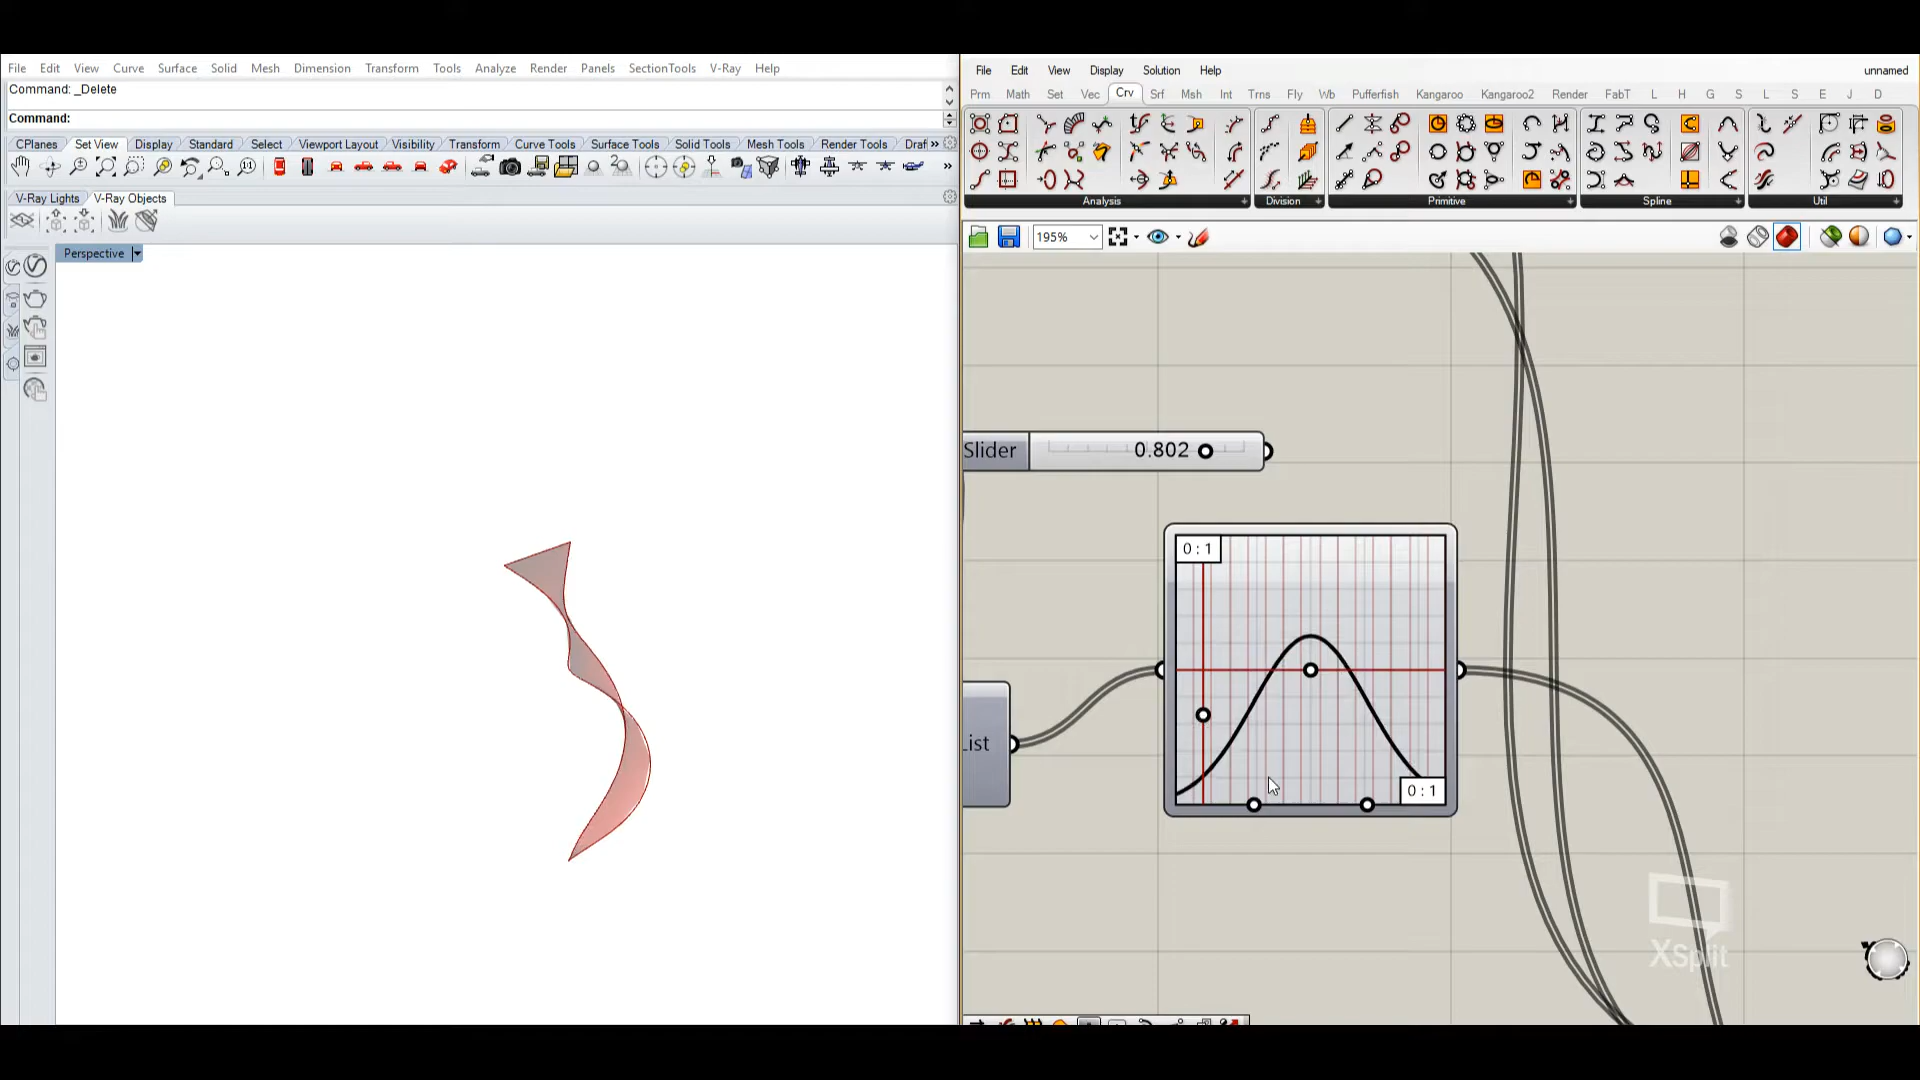 File Edit View Curve Surface Solid Mesh Dimension Transform Tools Analyze Render Panels SectionTools V-Ray Help
Command: _Delete
Command:
CPlanes Set View Display Standard Select Viewport Layout Visibility Transform Curve Tools Surface Tools Solid Tools Mesh Tools Render Tools Draf
V-Ray Lights V-Ray Objects
Perspective
File Edit View Display Solution Help unnamed
Prm Math Set Vec Crv Srf Msh Int Trns Fly Wb Pufferfish Kangaroo Kangaroo2 Render FabT L H G S L S E J D
Analysis Division Primitive Spline Util
195%
Slider 0.802
0 : 1
List
0 : 1
XSplit